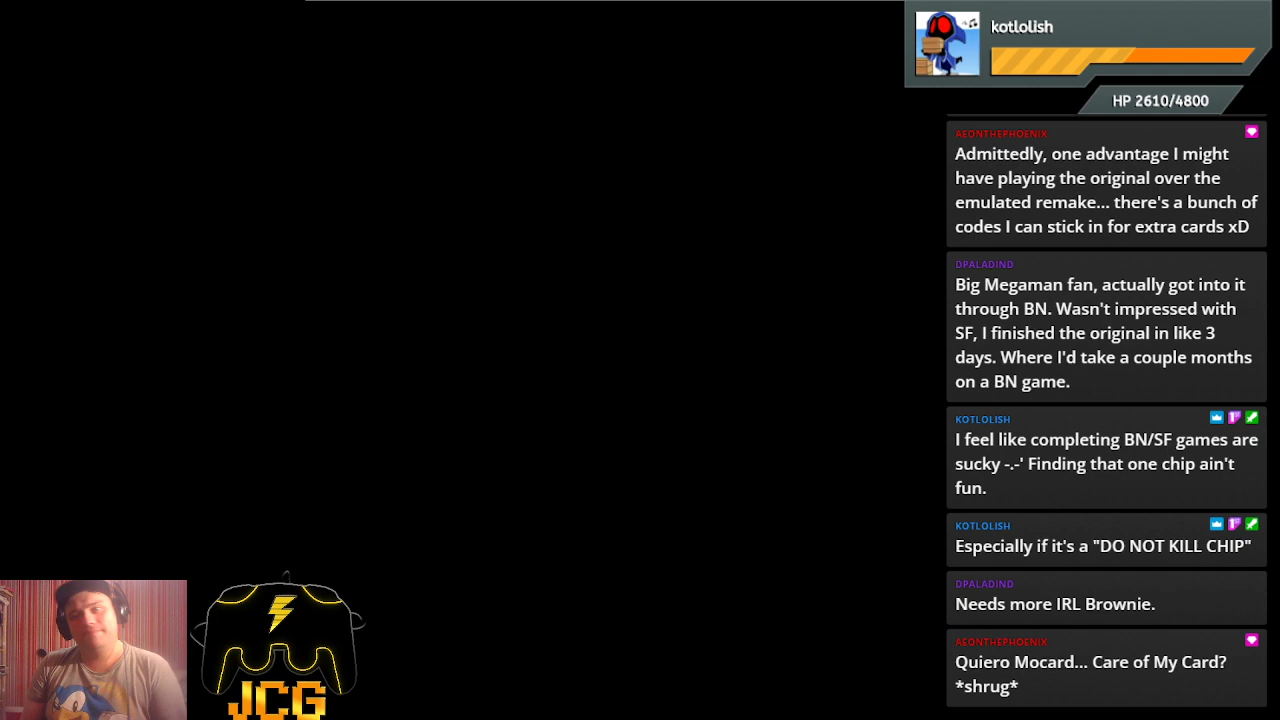 kotlolish
HP 2610/4800
AEONTHEPHOENIX
Admittedly, one advantage I might
have playing the original over the
emulated remake... there's a bunch of
codes I can stick in for extra cards xD
DPALADIND
Big Megaman fan, actually got into it
through BN. Wasn't impressed with
SF, I finished the original in like 3
days. Where I'd take a couple months
on a BN game.
KOTLOLISH
I feel like completing BN/SF games are
sucky -.-' Finding that one chip ain't
fun.
KOTLOLISH
Especially if it's a "DO NOT KILL CHIP"
DPALADIND
Needs more IRL Brownie.
AEONTHEPHOENIX
Quiero Mocard... Care of My Card?
*shrug*
JCG